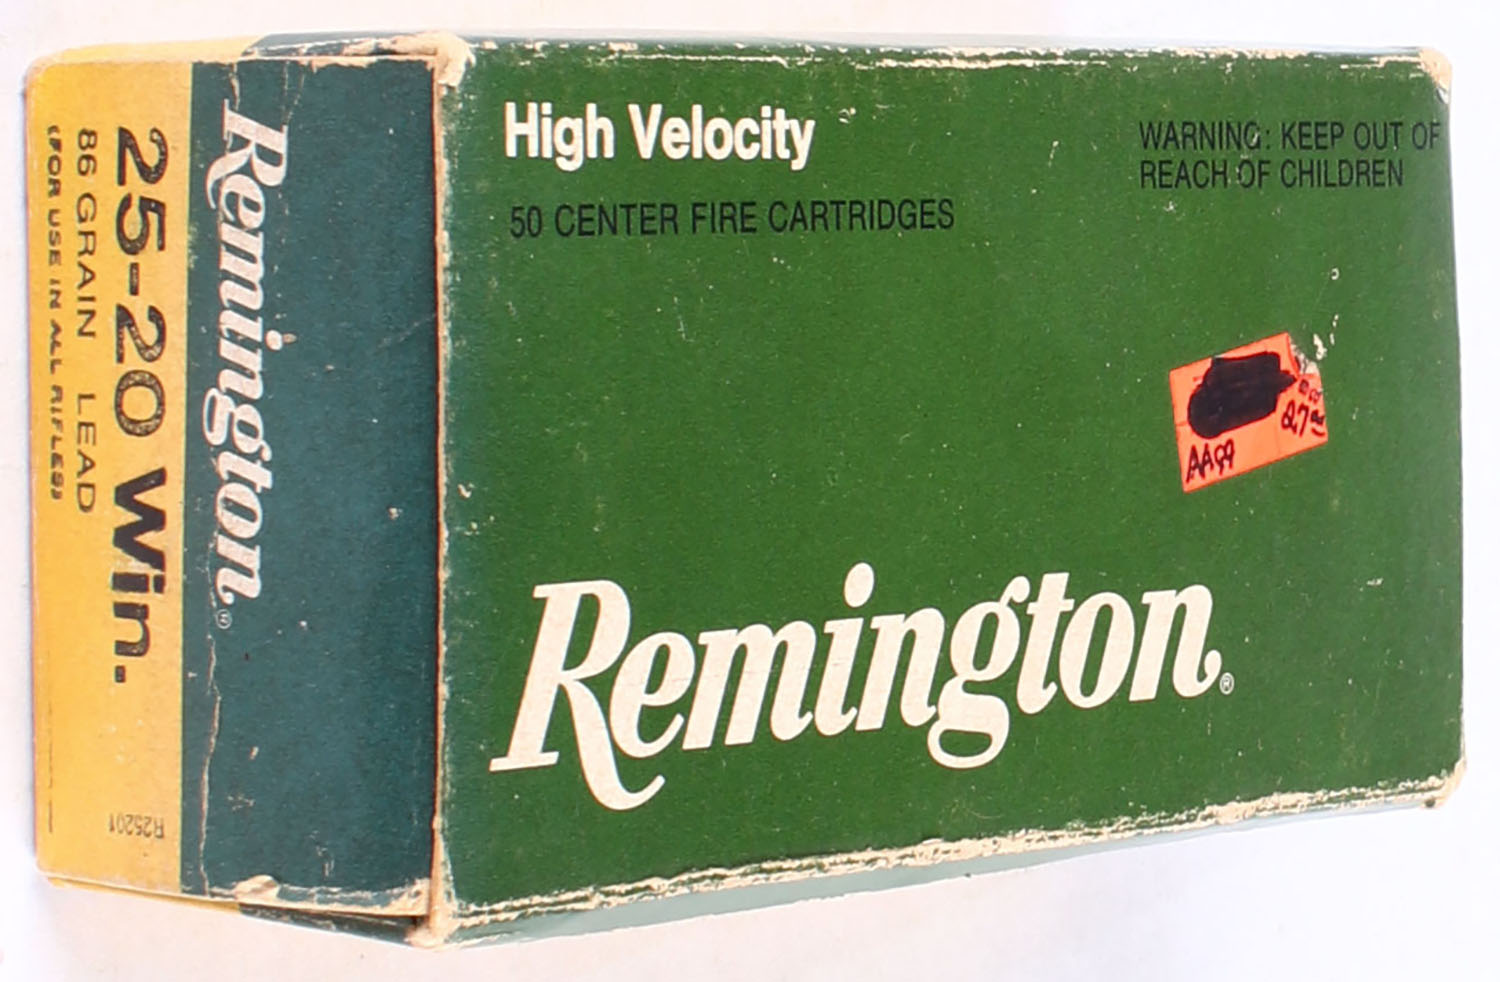 High Velocity
50 CENTER FIRE CARTRIDGES
WARNING: KEEP OUT OF
REACH OF CHILDREN
AA99
Remington®
Remington®
25-20 Win.
86 GRAIN LEAD
(FOR USE IN ALL RIFLES)
R25201